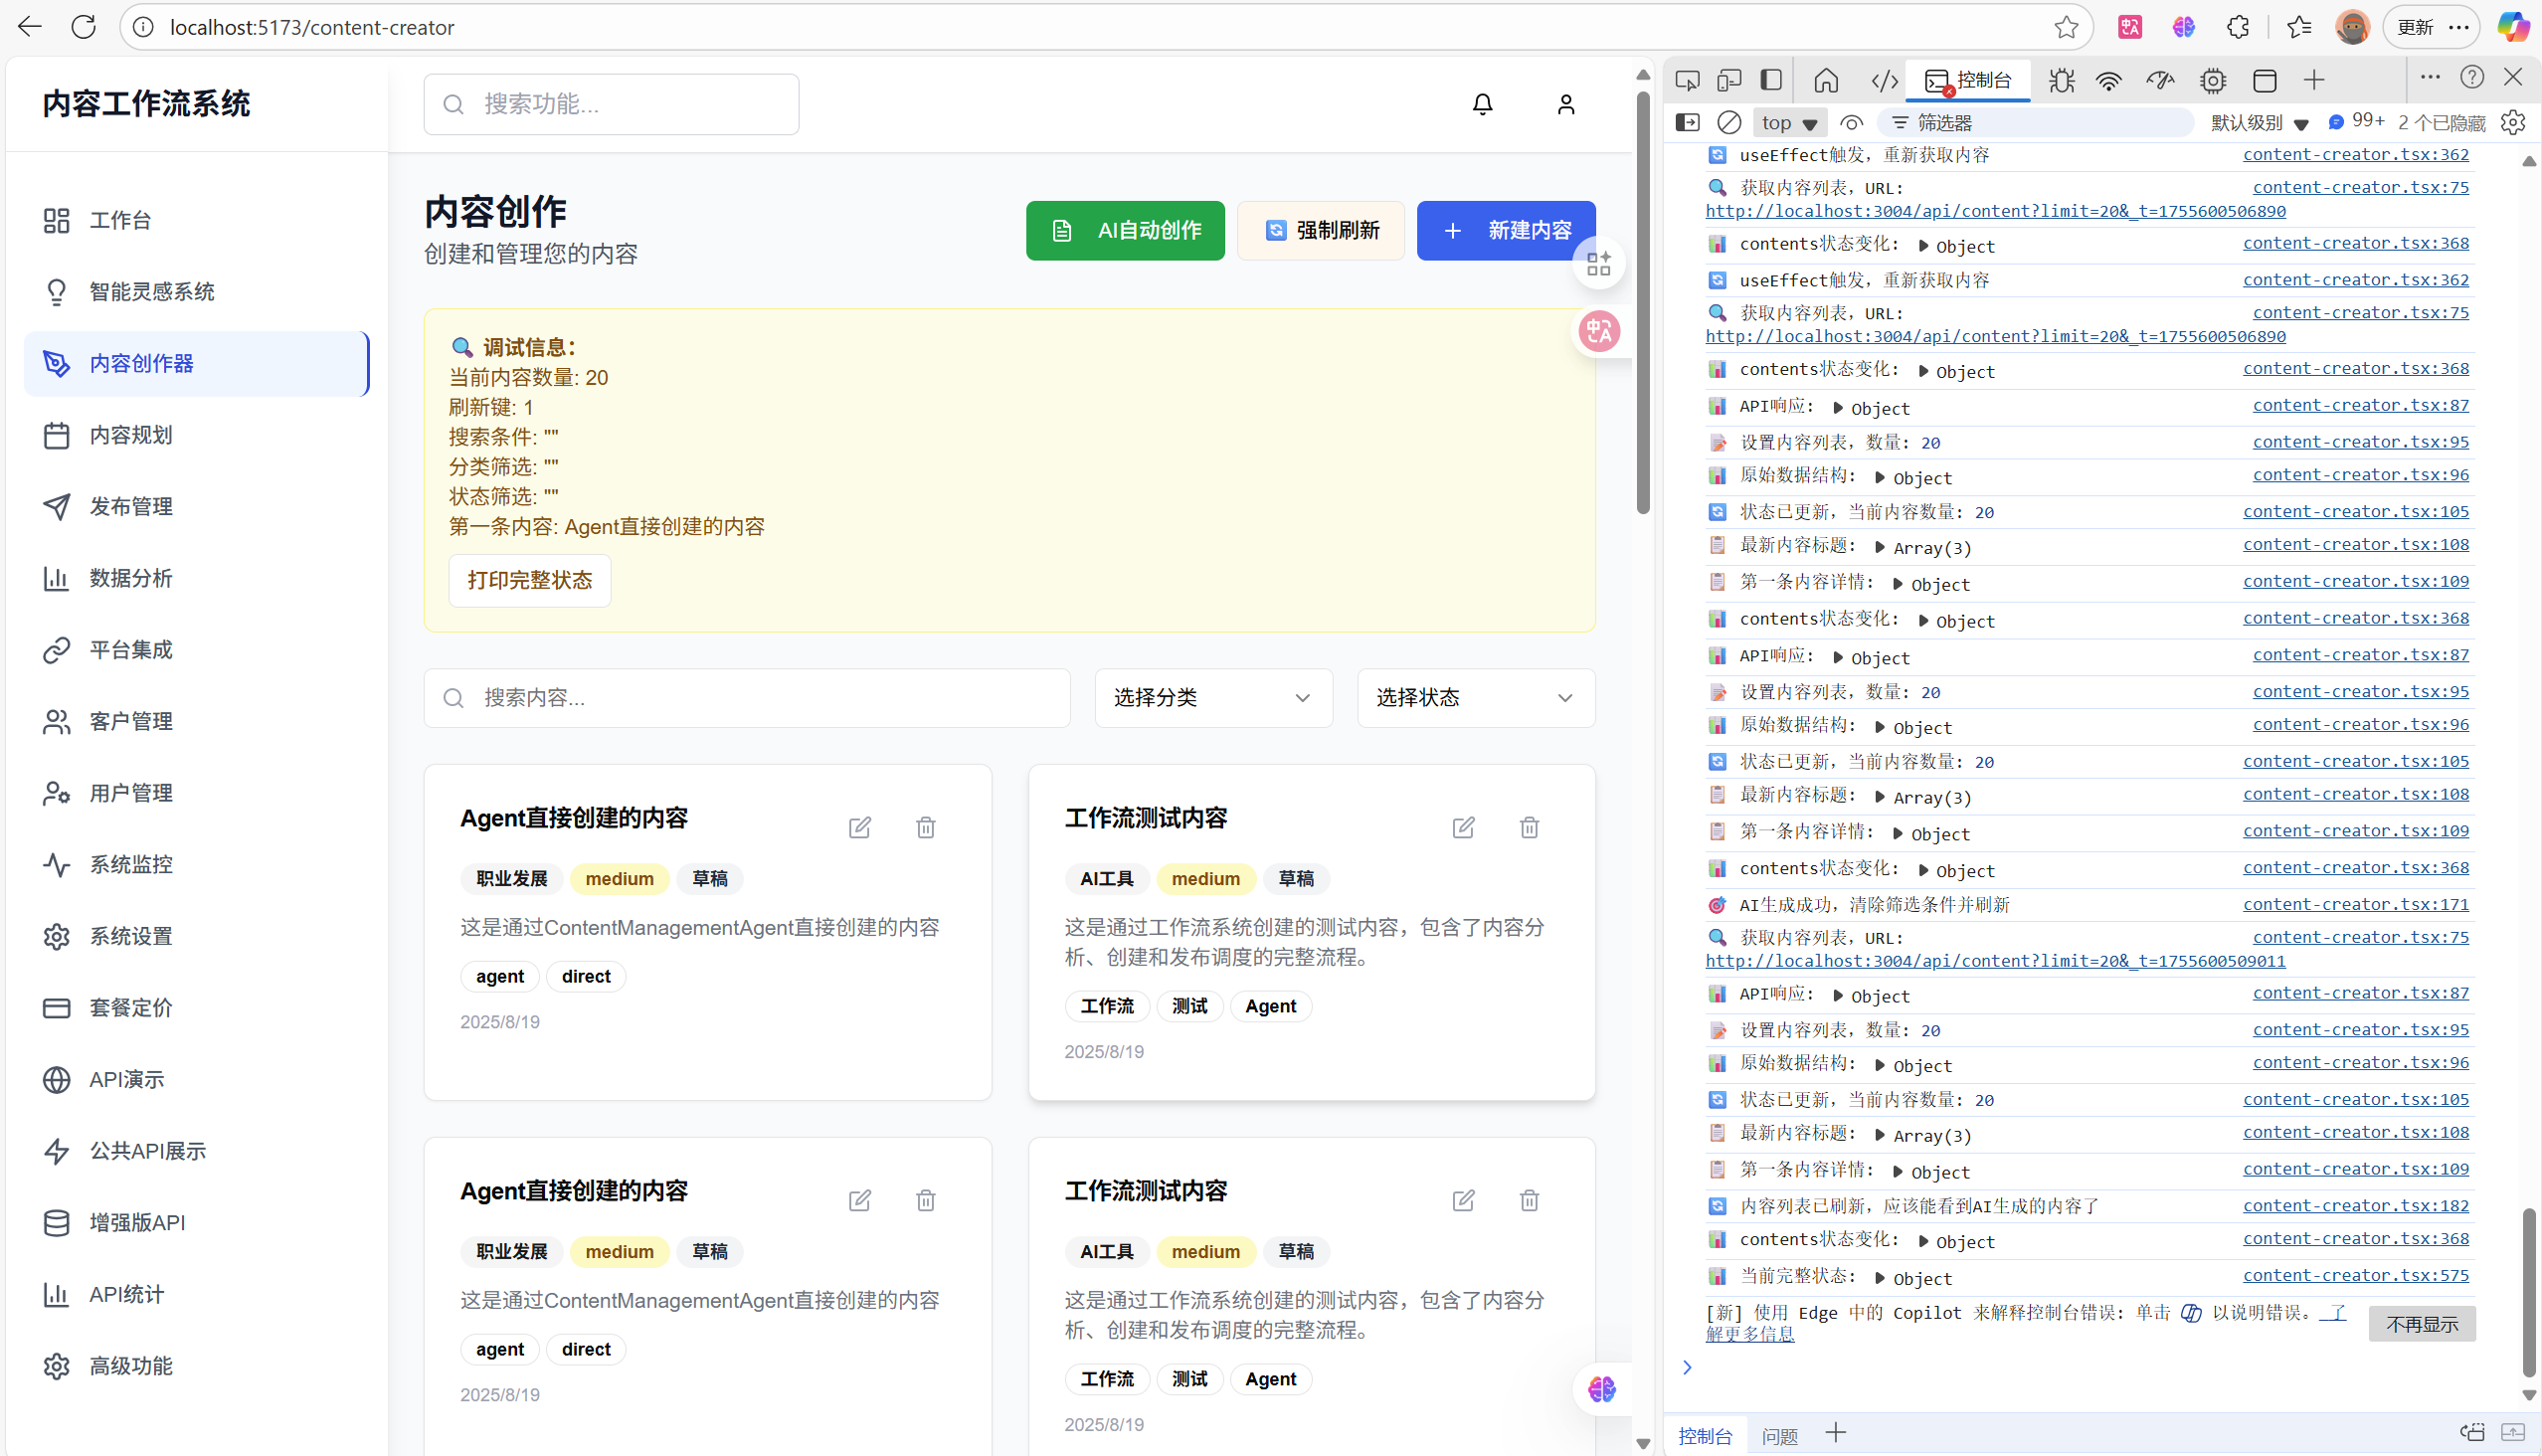 localhost:5173/content-creator
更新
内容工作流系统
工作台
智能灵感系统
内容创作器
内容规划
发布管理
数据分析
平台集成
客户管理
用户管理
系统监控
系统设置
套餐定价
API演示
公共API展示
增强版API
API统计
高级功能
搜索功能...
内容创作
创建和管理您的内容
AI自动创作
强制刷新
新建内容
调试信息：
当前内容数量: 20
刷新键: 1
搜索条件: ""
分类筛选: ""
状态筛选: ""
第一条内容: Agent直接创建的内容
打印完整状态
搜索内容...
选择分类
选择状态
Agent直接创建的内容
职业发展 medium 草稿
这是通过ContentManagementAgent直接创建的内容
agent direct
2025/8/19
工作流测试内容
AI工具 medium 草稿
这是通过工作流系统创建的测试内容，包含了内容分
析、创建和发布调度的完整流程。
工作流 测试 Agent
2025/8/19
Agent直接创建的内容
职业发展 medium 草稿
这是通过ContentManagementAgent直接创建的内容
agent direct
2025/8/19
工作流测试内容
AI工具 medium 草稿
这是通过工作流系统创建的测试内容，包含了内容分
析、创建和发布调度的完整流程。
工作流 测试 Agent
2025/8/19
控制台
top 筛选器 默认级别 99+ 2 个已隐藏
useEffect触发，重新获取内容 content-creator.tsx:362
获取内容列表，URL: content-creator.tsx:75
http://localhost:3004/api/content?limit=20&_t=1755600506890
contents状态变化: Object content-creator.tsx:368
useEffect触发，重新获取内容 content-creator.tsx:362
获取内容列表，URL: content-creator.tsx:75
http://localhost:3004/api/content?limit=20&_t=1755600506890
contents状态变化: Object content-creator.tsx:368
API响应: Object content-creator.tsx:87
设置内容列表，数量: 20 content-creator.tsx:95
原始数据结构: Object content-creator.tsx:96
状态已更新，当前内容数量: 20 content-creator.tsx:105
最新内容标题: Array(3) content-creator.tsx:108
第一条内容详情: Object content-creator.tsx:109
contents状态变化: Object content-creator.tsx:368
API响应: Object content-creator.tsx:87
设置内容列表，数量: 20 content-creator.tsx:95
原始数据结构: Object content-creator.tsx:96
状态已更新，当前内容数量: 20 content-creator.tsx:105
最新内容标题: Array(3) content-creator.tsx:108
第一条内容详情: Object content-creator.tsx:109
contents状态变化: Object content-creator.tsx:368
AI生成成功，清除筛选条件并刷新 content-creator.tsx:171
获取内容列表，URL: content-creator.tsx:75
http://localhost:3004/api/content?limit=20&_t=1755600509011
API响应: Object content-creator.tsx:87
设置内容列表，数量: 20 content-creator.tsx:95
原始数据结构: Object content-creator.tsx:96
状态已更新，当前内容数量: 20 content-creator.tsx:105
最新内容标题: Array(3) content-creator.tsx:108
第一条内容详情: Object content-creator.tsx:109
内容列表已刷新，应该能看到AI生成的内容了 content-creator.tsx:182
contents状态变化: Object content-creator.tsx:368
当前完整状态: Object content-creator.tsx:575
[新] 使用 Edge 中的 Copilot 来解释控制台错误: 单击 以说明错误。 了
解更多信息
不再显示
控制台 问题